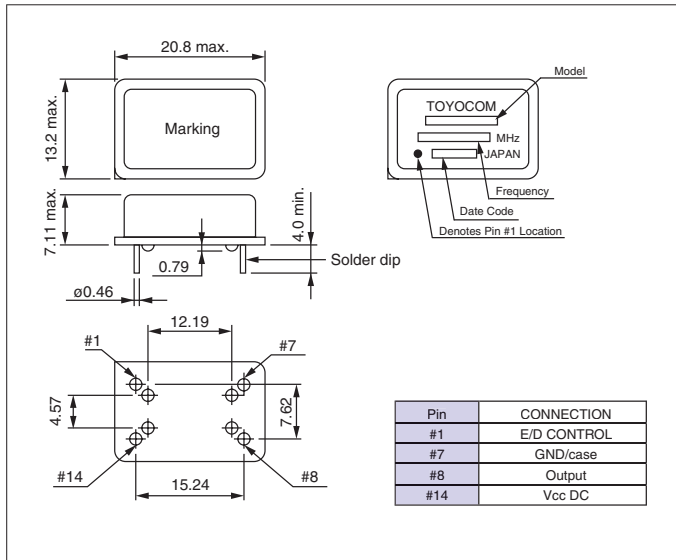 20.8 max.
13.2 max.
Marking
7.11 max.
4.0 min.
0.79
Solder dip
ø0.46
Model
TOYOCOM
MHz
JAPAN
Frequency
Date Code
Denotes Pin #1 Location
12.19
#1
#7
4.57
7.62
#14
15.24
#8
Pin CONNECTION
#1 E/D CONTROL
#7 GND/case
#8 Output
#14 Vcc DC